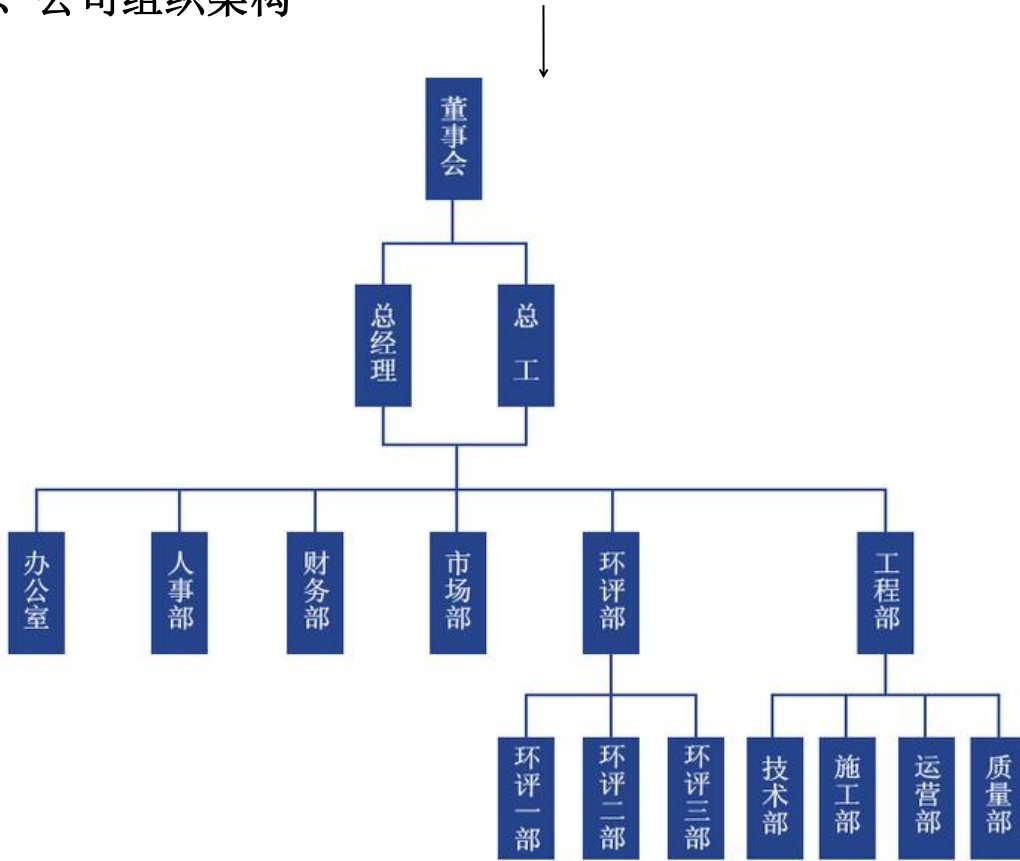 、公司组织架构
董事会
总经理
总 工
办公室
人事部
财务部
市场部
环评部
工程部
环评一部
环评二部
环评三部
技术部
施工部
运营部
质量部